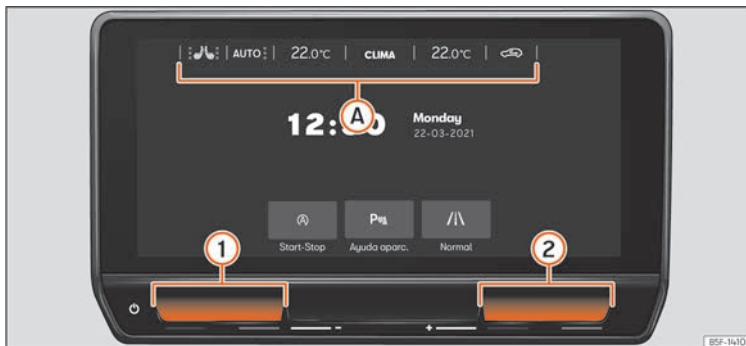 AUTO 22.0°C CLIMA 22.0°C
A
12:30 Monday
22-03-2021
P
Start-Stop Ayuda aparc. Normal
1 2
- +
B5F-1410